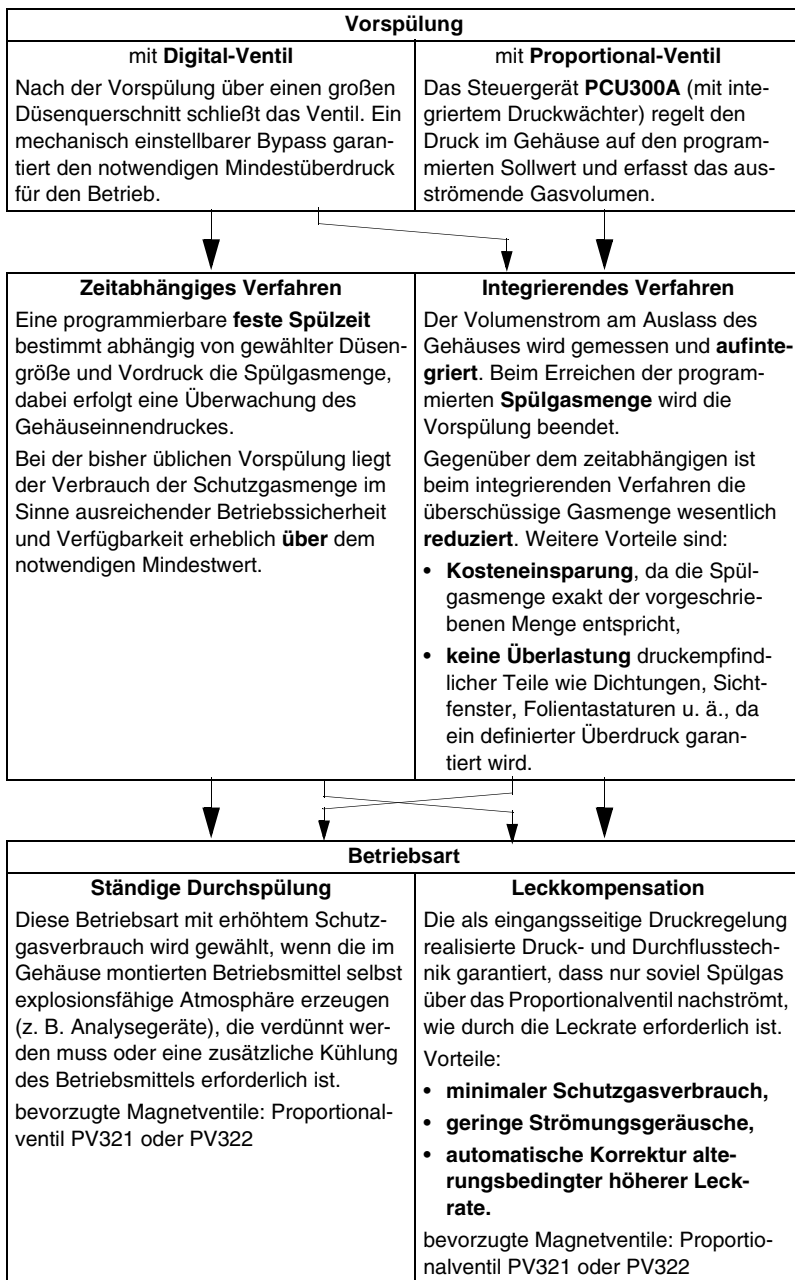 Vorspülung
mit Digital-Ventil
Nach der Vorspülung über einen großen
Düsenquerschnitt schließt das Ventil. Ein
mechanisch einstellbarer Bypass garan-
tiert den notwendigen Mindestüberdruck
für den Betrieb.
mit Proportional-Ventil
Das Steuergerät PCU300A (mit inte-
griertem Druckwächter) regelt den
Druck im Gehäuse auf den program-
mierten Sollwert und erfasst das aus-
strömende Gasvolumen.
Zeitabhängiges Verfahren
Eine programmierbare feste Spülzeit
bestimmt abhängig von gewählter Düsen-
größe und Vordruck die Spülgasmenge,
dabei erfolgt eine Überwachung des
Gehäuseinnendruckes.
Bei der bisher üblichen Vorspülung liegt
der Verbrauch der Schutzgasmenge im
Sinne ausreichender Betriebssicherheit
und Verfügbarkeit erheblich über dem
notwendigen Mindestwert.
Integrierendes Verfahren
Der Volumenstrom am Auslass des
Gehäuses wird gemessen und aufinte-
griert. Beim Erreichen der program-
mierten Spülgasmenge wird die
Vorspülung beendet.
Gegenüber dem zeitabhängigen ist
beim integrierenden Verfahren die
überschüssige Gasmenge wesentlich
reduziert. Weitere Vorteile sind:
• Kosteneinsparung, da die Spül-
gasmenge exakt der vorgeschrie-
benen Menge entspricht,
• keine Überlastung druckempfind-
licher Teile wie Dichtungen, Sicht-
fenster, Folientastaturen u. ä., da
ein definierter Überdruck garan-
tiert wird.
Betriebsart
Ständige Durchspülung
Diese Betriebsart mit erhöhtem Schutz-
gasverbrauch wird gewählt, wenn die im
Gehäuse montierten Betriebsmittel selbst
explosionsfähige Atmosphäre erzeugen
(z. B. Analysegeräte), die verdünnt wer-
den muss oder eine zusätzliche Kühlung
des Betriebsmittels erforderlich ist.
bevorzugte Magnetventile: Proportional-
ventil PV321 oder PV322
Leckkompensation
Die als eingangsseitige Druckregelung
realisierte Druck- und Durchflusstech-
nik garantiert, dass nur soviel Spülgas
über das Proportionalventil nachströmt,
wie durch die Leckrate erforderlich ist.
Vorteile:
• minimaler Schutzgasverbrauch,
• geringe Strömungsgeräusche,
• automatische Korrektur alte-
rungsbedingter höherer Leck-
rate.
bevorzugte Magnetventile: Proportio-
nalventil PV321 oder PV322